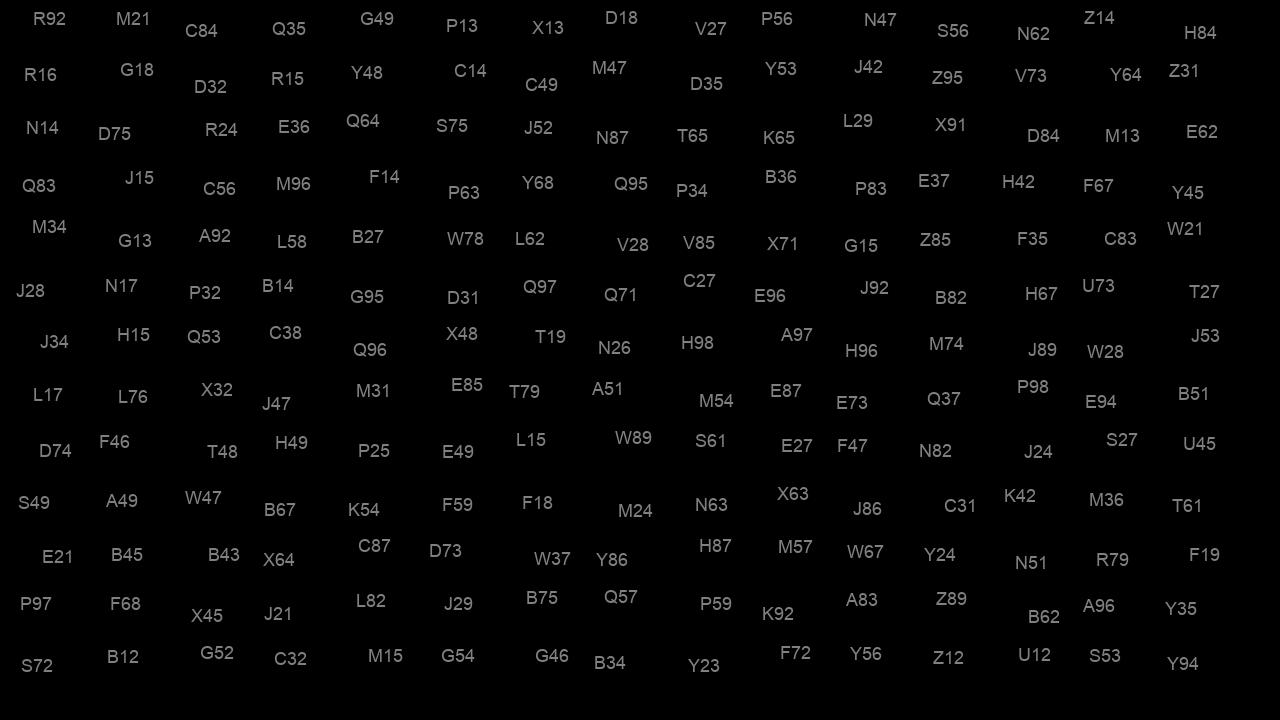 R92 M21 C84 Q35 G49 P13 X13 D18 V27 P56 N47 S56 N62 Z14 H84
R16 G18 D32 R15 Y48 C14 C49 M47 D35 Y53 J42 Z95 V73 Y64 Z31
N14 D75 R24 E36 Q64 S75 J52 N87 T65 K65 L29 X91 D84 M13 E62
Q83 J15 C56 M96 F14 P63 Y68 Q95 P34 B36 P83 E37 H42 F67 Y45
M34 G13 A92 L58 B27 W78 L62 V28 V85 X71 G15 Z85 F35 C83 W21
J28 N17 P32 B14 G95 D31 Q97 Q71 C27 E96 J92 B82 H67 U73 T27
J34 H15 Q53 C38 Q96 X48 T19 N26 H98 A97 H96 M74 J89 W28 J53
L17 L76 X32 J47 M31 E85 T79 A51 M54 E87 E73 Q37 P98 E94 B51
D74 F46 T48 H49 P25 E49 L15 W89 S61 E27 F47 N82 J24 S27 U45
S49 A49 W47 B67 K54 F59 F18 M24 N63 X63 J86 C31 K42 M36 T61
E21 B45 B43 X64 C87 D73 W37 Y86 H87 M57 W67 Y24 N51 R79 F19
P97 F68 X45 J21 L82 J29 B75 Q57 P59 K92 A83 Z89 B62 A96 Y35
S72 B12 G52 C32 M15 G54 G46 B34 Y23 F72 Y56 Z12 U12 S53 Y94